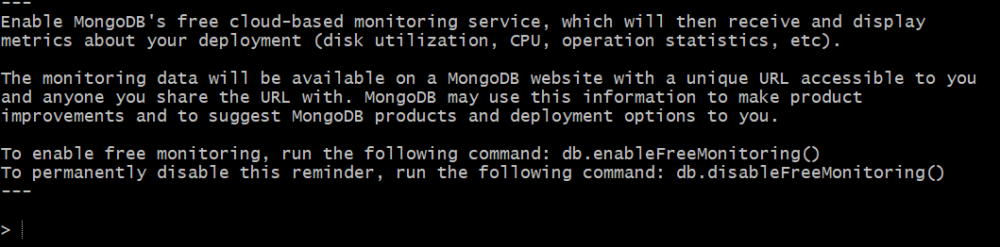 ---
Enable MongoDB's free cloud-based monitoring service, which will then receive and display
metrics about your deployment (disk utilization, CPU, operation statistics, etc).
The monitoring data will be available on a MongoDB website with a unique URL accessible to you
and anyone you share the URL with. MongoDB may use this information to make product
improvements and to suggest MongoDB products and deployment options to you.
To enable free monitoring, run the following command: db.enableFreeMonitoring()
To permanently disable this reminder, run the following command: db.disableFreeMonitoring()
---
>